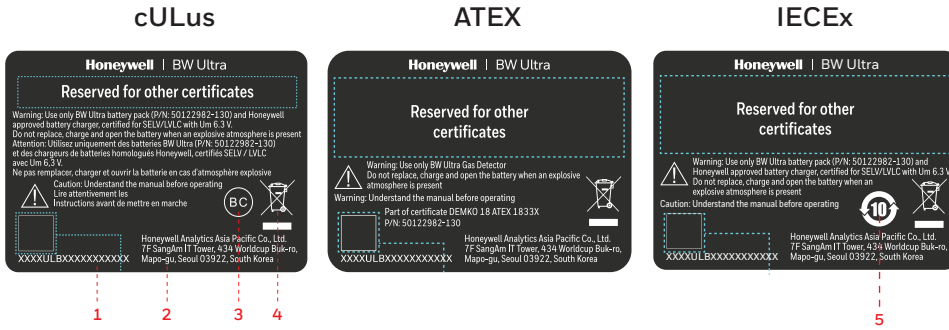 cULus
Honeywell | BW Ultra
Reserved for other certificates
Warning: Use only BW Ultra battery pack (P/N: 50122982-130) and Honeywell
approved battery charger, certified for SELV/LVLC with Um 6.3 V.
Do not replace, charge and open the battery when an explosive atmosphere is present
Attention: Utilisez uniquement des batteries BW Ultra (P/N: 50122982-130)
et des chargeurs de batteries homologués Honeywell, certifiés SELV / LVLC
avec Um 6,3 V.
Ne pas remplacer, charger et ouvrir la batterie en cas d'atmosphère explosive
Caution: Understand the manual before operating
Lire attentivement les
Instructions avant de mettre en marche
BC
Honeywell Analytics Asia Pacific Co., Ltd.
7F SangAm IT Tower, 434 Worldcup Buk-ro,
Mapo-gu, Seoul 03922, South Korea
XXXXULBXXXXXXXXXXX
1
2
3
4
ATEX
Honeywell | BW Ultra
Reserved for other
certificates
Warning: Use only BW Ultra Gas Detector
Do not replace, charge and open the battery when an explosive
atmosphere is present
Warning: Understand the manual before operating
Part of certificate DEMKO 18 ATEX 1833X
P/N: 50122982-130
Honeywell Analytics Asia Pacific Co., Ltd.
7F SangAm IT Tower, 434 Worldcup Buk-ro,
Mapo-gu, Seoul 03922, South Korea
XXXXULBXXXXXXXXXXX
IECEx
Honeywell | BW Ultra
Reserved for other
certificates
Warning: Use only BW Ultra battery pack (P/N: 50122982-130) and
Honeywell approved battery charger, certified for SELV/LVLC with Um 6.3 V.
Do not replace, charge and open the battery when an
explosive atmosphere is present
Caution: Understand the manual before operating
10
Honeywell Analytics Asia Pacific Co., Ltd.
7F SangAm IT Tower, 434 Worldcup Buk-ro,
Mapo-gu, Seoul 03922, South Korea
XXXXULBXXXXXXXXXXX
5